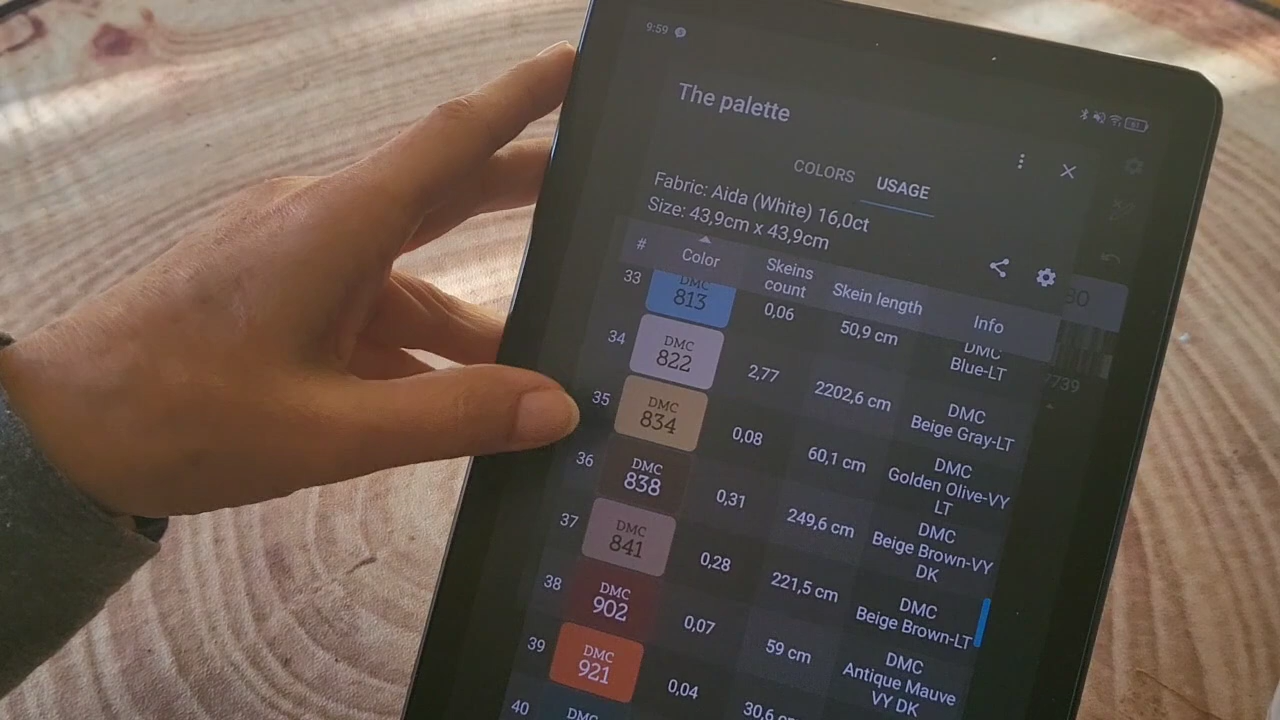 9:59
The palette
COLORS USAGE
Fabric: Aida (White) 16,0ct
Size: 43,9cm x 43,9cm
# Color Skeins count Skein length Info
33 DMC 813 0,06 50,9 cm DMC Blue-LT
34 DMC 822 2,77 2202,6 cm DMC Beige Gray-LT
35 DMC 834 0,08 60,1 cm DMC Golden Olive-VY LT
36 DMC 838 0,31 249,6 cm DMC Beige Brown-VY DK
37 DMC 841 0,28 221,5 cm DMC Beige Brown-LT
38 DMC 902 0,07 59 cm DMC Antique Mauve VY DK
39 DMC 921 0,04 30,6 cm
40 DMC